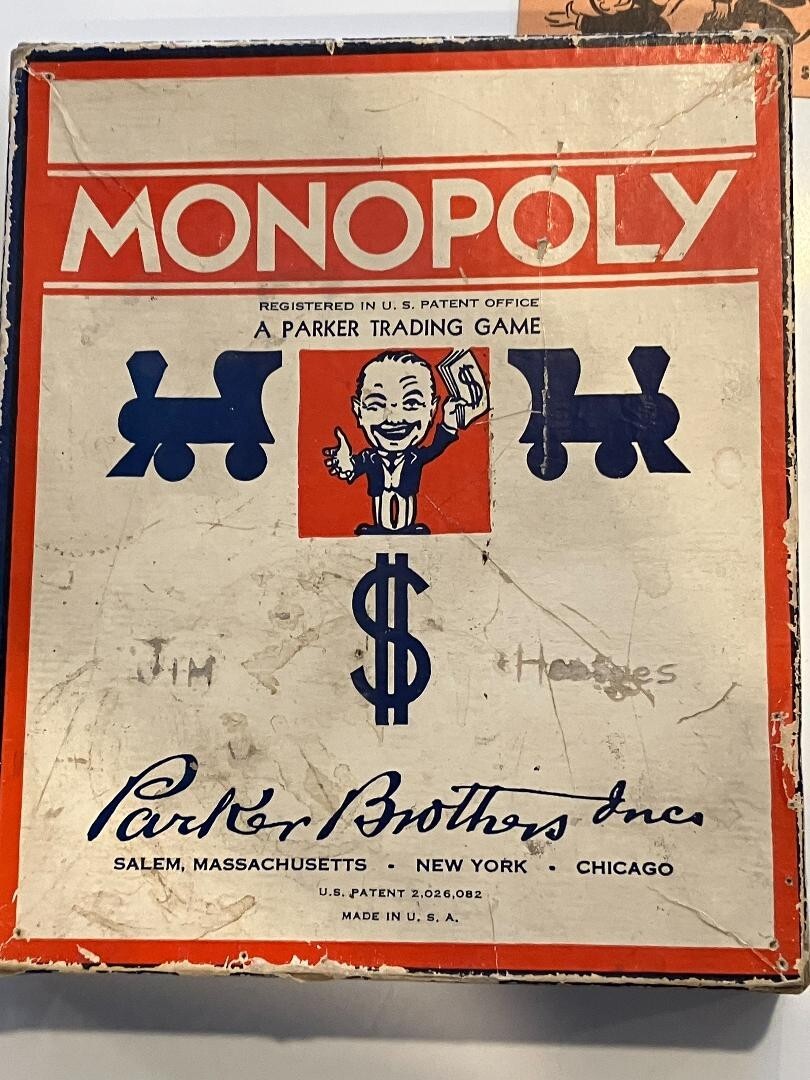 MONOPOLY
REGISTERED IN U. S. PATENT OFFICE
A PARKER TRADING GAME
$
$
JIM
Parker Brothers Inc.
SALEM, MASSACHUSETTS • NEW YORK • CHICAGO
U.S. PATENT 2,026,082
MADE IN U. S. A.